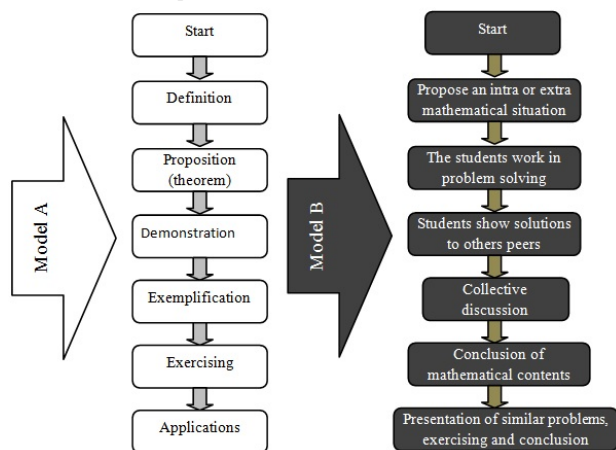 Model A
Start
Definition
Proposition
(theorem)
Demonstration
Exemplification
Exercising
Applications
Model B
Start
Propose an intra or extra
mathematical situation
The students work in
problem solving
Students show solutions
to others peers
Collective
discussion
Conclusion of
mathematical contents
Presentation of similar problems,
exercising and conclusion